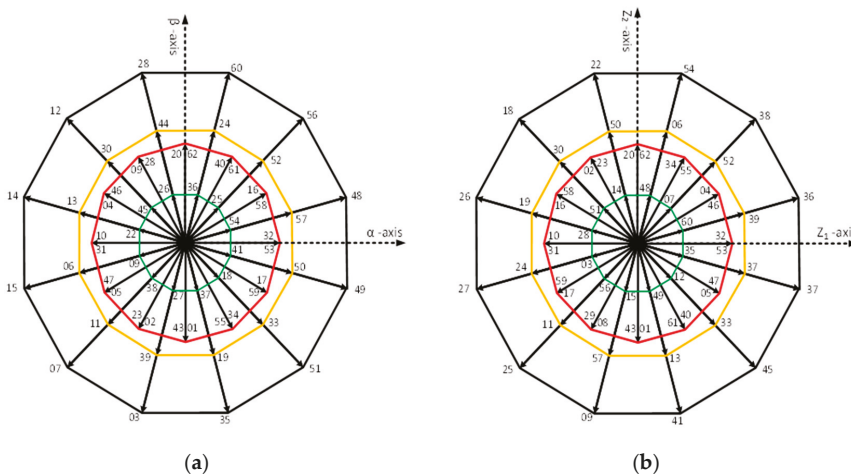 β-axis
28 60
12 56
44 24
30 20 62 52
09 28 40 61
14 46 04 26 36 25 16 58 48
13 45 54 57
22 10 31 32 53 41 α-axis
06 09 18 50
15 47 05 38 27 37 17 59 49
11 23 02 43 01 55 34 33
39 19
07 51
03 35
(a)
Z₂-axis
22 54
18 38
50 06
20 62 52
02 23 34 55
26 58 16 14 48 07 04 46 36
19 51 60 39
28 10 31 32 53 35 Z₁-axi
24 03 12 37
27 59 17 56 15 49 47 05 37
11 29 08 43 01 40 61 33
57 13
25 45
09 41
(b)